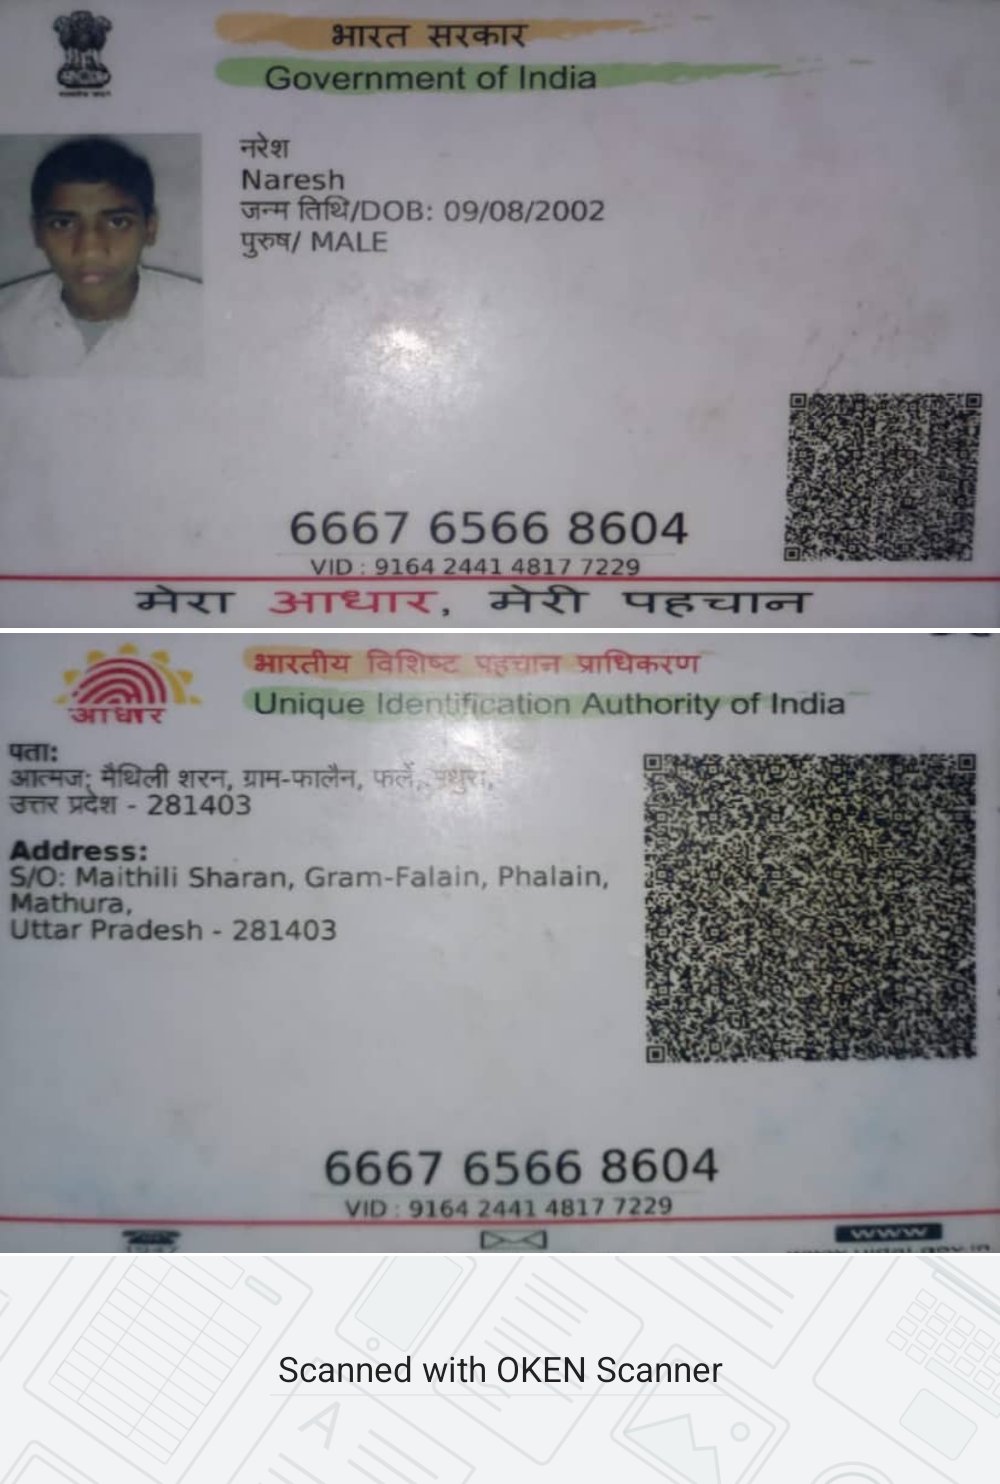 भारत सरकार
Government of India
नरेश
Naresh
जन्म तिथि/DOB: 09/08/2002
पुरुष/ MALE
6667 6566 8604
VID : 9164 2441 4817 7229
मेरा आधार, मेरी पहचान
भारतीय विशिष्ट पहचान प्राधिकरण
Unique Identification Authority of India
आधार
पता:
आत्मज: मैथिली शरन, ग्राम-फालैन, मथुरा,
उत्तर प्रदेश - 281403
Address:
S/O: Maithili Sharan, Gram-Falain, Phalain,
Mathura,
Uttar Pradesh - 281403
6667 6566 8604
VID : 9164 2441 4817 7229
www
Scanned with OKEN Scanner